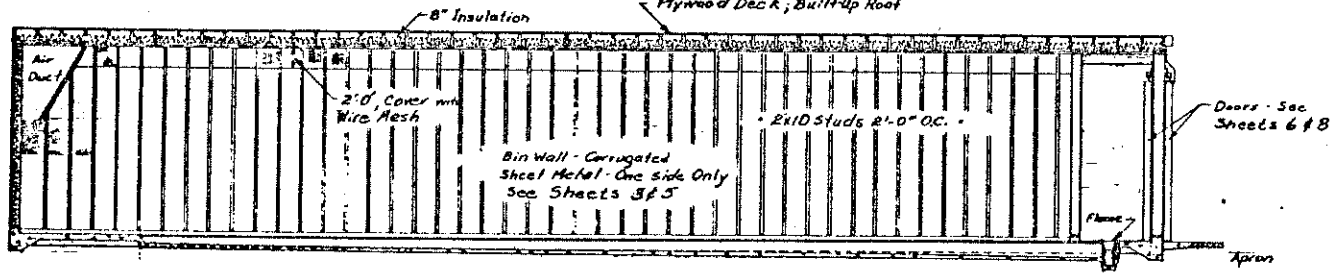 Plywood Deck; Built-up Roof
8" Insulation
Air
Duct
2'-0", Cover with
Wire Mesh
• 2x10 Studs 2'-0" O.C. •
Doors - See
Sheets 6 & 8
Bin Wall - Corrugated
Sheet Metal - One Side Only
See Sheets 3 & 5
Flume
Apron